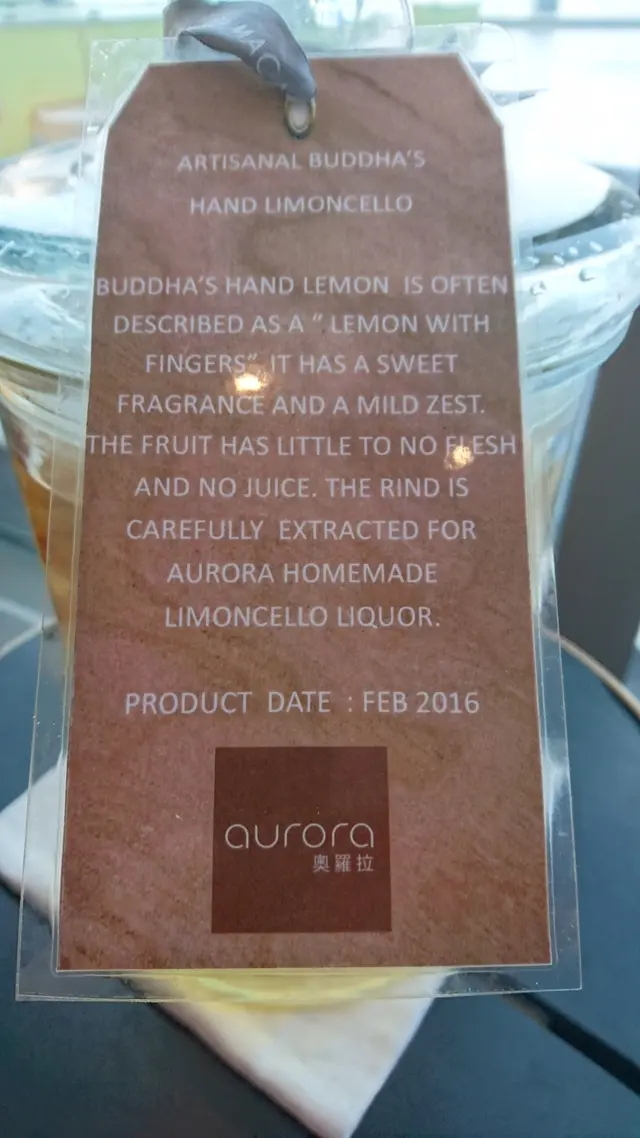 MAC
ARTISANAL BUDDHA'S
HAND LIMONCELLO
BUDDHA'S HAND LEMON IS OFTEN
DESCRIBED AS A " LEMON WITH
FINGERS" IT HAS A SWEET
FRAGRANCE AND A MILD ZEST.
THE FRUIT HAS LITTLE TO NO FLESH
AND NO JUICE. THE RIND IS
CAREFULLY EXTRACTED FOR
AURORA HOMEMADE
LIMONCELLO LIQUOR.
PRODUCT DATE : FEB 2016
aurora
奧羅拉